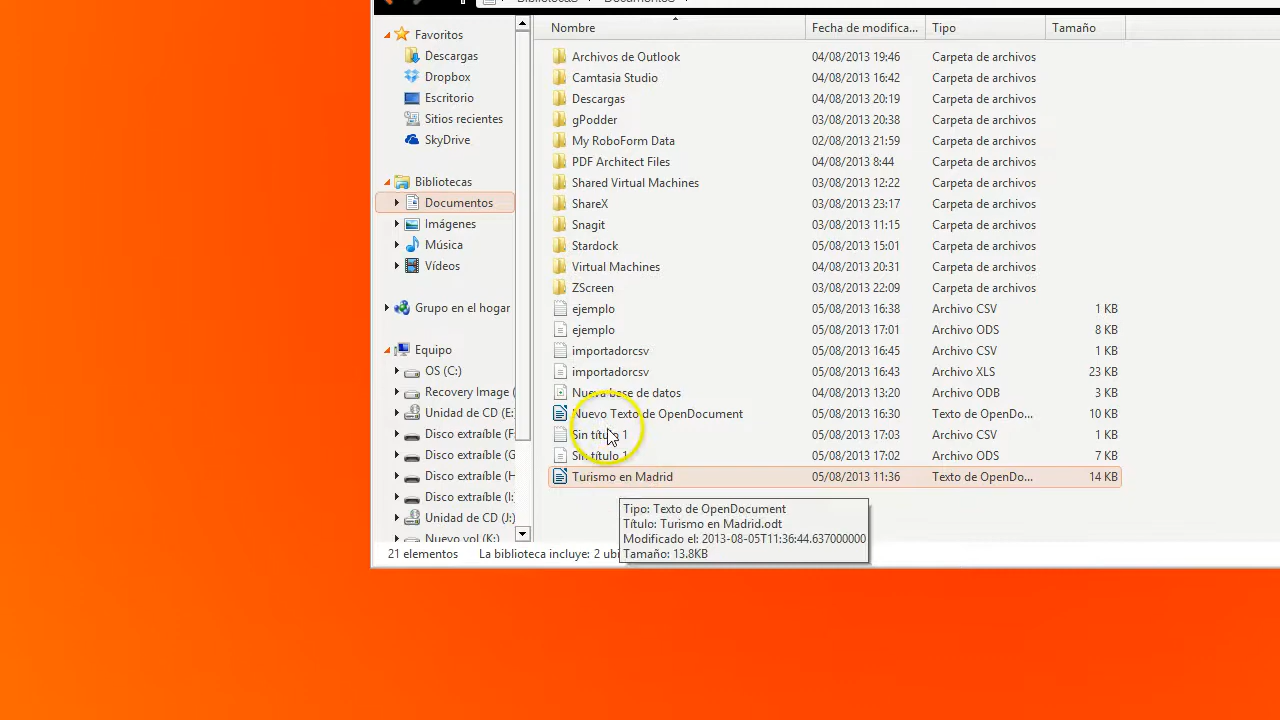 Bibliotecas Documentos
Nombre Fecha de modifica... Tipo Tamaño
Favoritos
Descargas
Dropbox
Escritorio
Sitios recientes
SkyDrive
Bibliotecas
Documentos
Imágenes
Música
Vídeos
Grupo en el hogar
Equipo
OS (C:)
Recovery Image (
Unidad de CD (E:
Disco extraíble (F
Disco extraíble (G
Disco extraíble (H
Disco extraíble (I:
Unidad de CD (J:)
Nuevo vol (K:)
Archivos de Outlook 04/08/2013 19:46 Carpeta de archivos
Camtasia Studio 04/08/2013 16:42 Carpeta de archivos
Descargas 04/08/2013 20:19 Carpeta de archivos
gPodder 03/08/2013 20:38 Carpeta de archivos
My RoboForm Data 02/08/2013 21:59 Carpeta de archivos
PDF Architect Files 04/08/2013 8:44 Carpeta de archivos
Shared Virtual Machines 03/08/2013 12:22 Carpeta de archivos
ShareX 03/08/2013 23:17 Carpeta de archivos
Snagit 03/08/2013 11:15 Carpeta de archivos
Stardock 05/08/2013 15:01 Carpeta de archivos
Virtual Machines 04/08/2013 20:31 Carpeta de archivos
ZScreen 03/08/2013 22:09 Carpeta de archivos
ejemplo 05/08/2013 16:38 Archivo CSV 1 KB
ejemplo 05/08/2013 17:01 Archivo ODS 8 KB
importadorcsv 05/08/2013 16:45 Archivo CSV 1 KB
importadorcsv 05/08/2013 16:43 Archivo XLS 23 KB
Nueva base de datos 04/08/2013 13:20 Archivo ODB 3 KB
Nuevo Texto de OpenDocument 05/08/2013 16:30 Texto de OpenDo... 10 KB
Sin título 1 05/08/2013 17:03 Archivo CSV 1 KB
Sin título 1 05/08/2013 17:02 Archivo ODS 7 KB
Turismo en Madrid 05/08/2013 11:36 Texto de OpenDo... 14 KB
Tipo: Texto de OpenDocument
Título: Turismo en Madrid.odt
Modificado el: 2013-08-05T11:36:44.637000000
Tamaño: 13.8KB
21 elementos La biblioteca incluye: 2 ubi